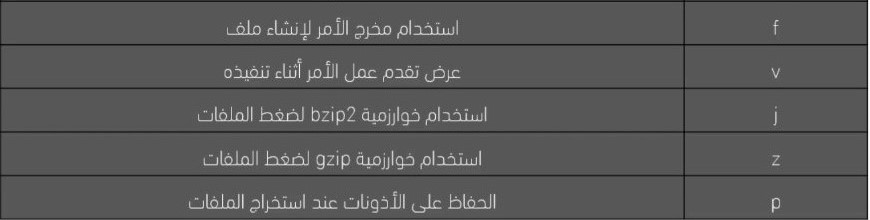 f استخدام مخرج الأمر لإنشاء ملف
v عرض تقدم عمل الأمر أثناء تنفيذه
j استخدام خوارزمية bzip2 لضغط الملفات
z استخدام خوارزمية gzip لضغط الملفات
p الحفاظ على الأذونات عند استخراج الملفات